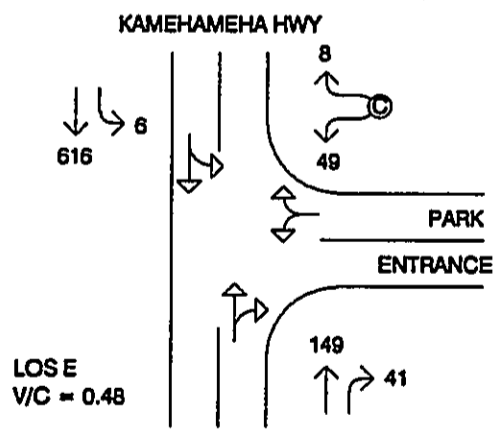 KAMEHAMEHA HWY
8
C
6
616
49
PARK
ENTRANCE
149
41
LOS E
V/C = 0.48